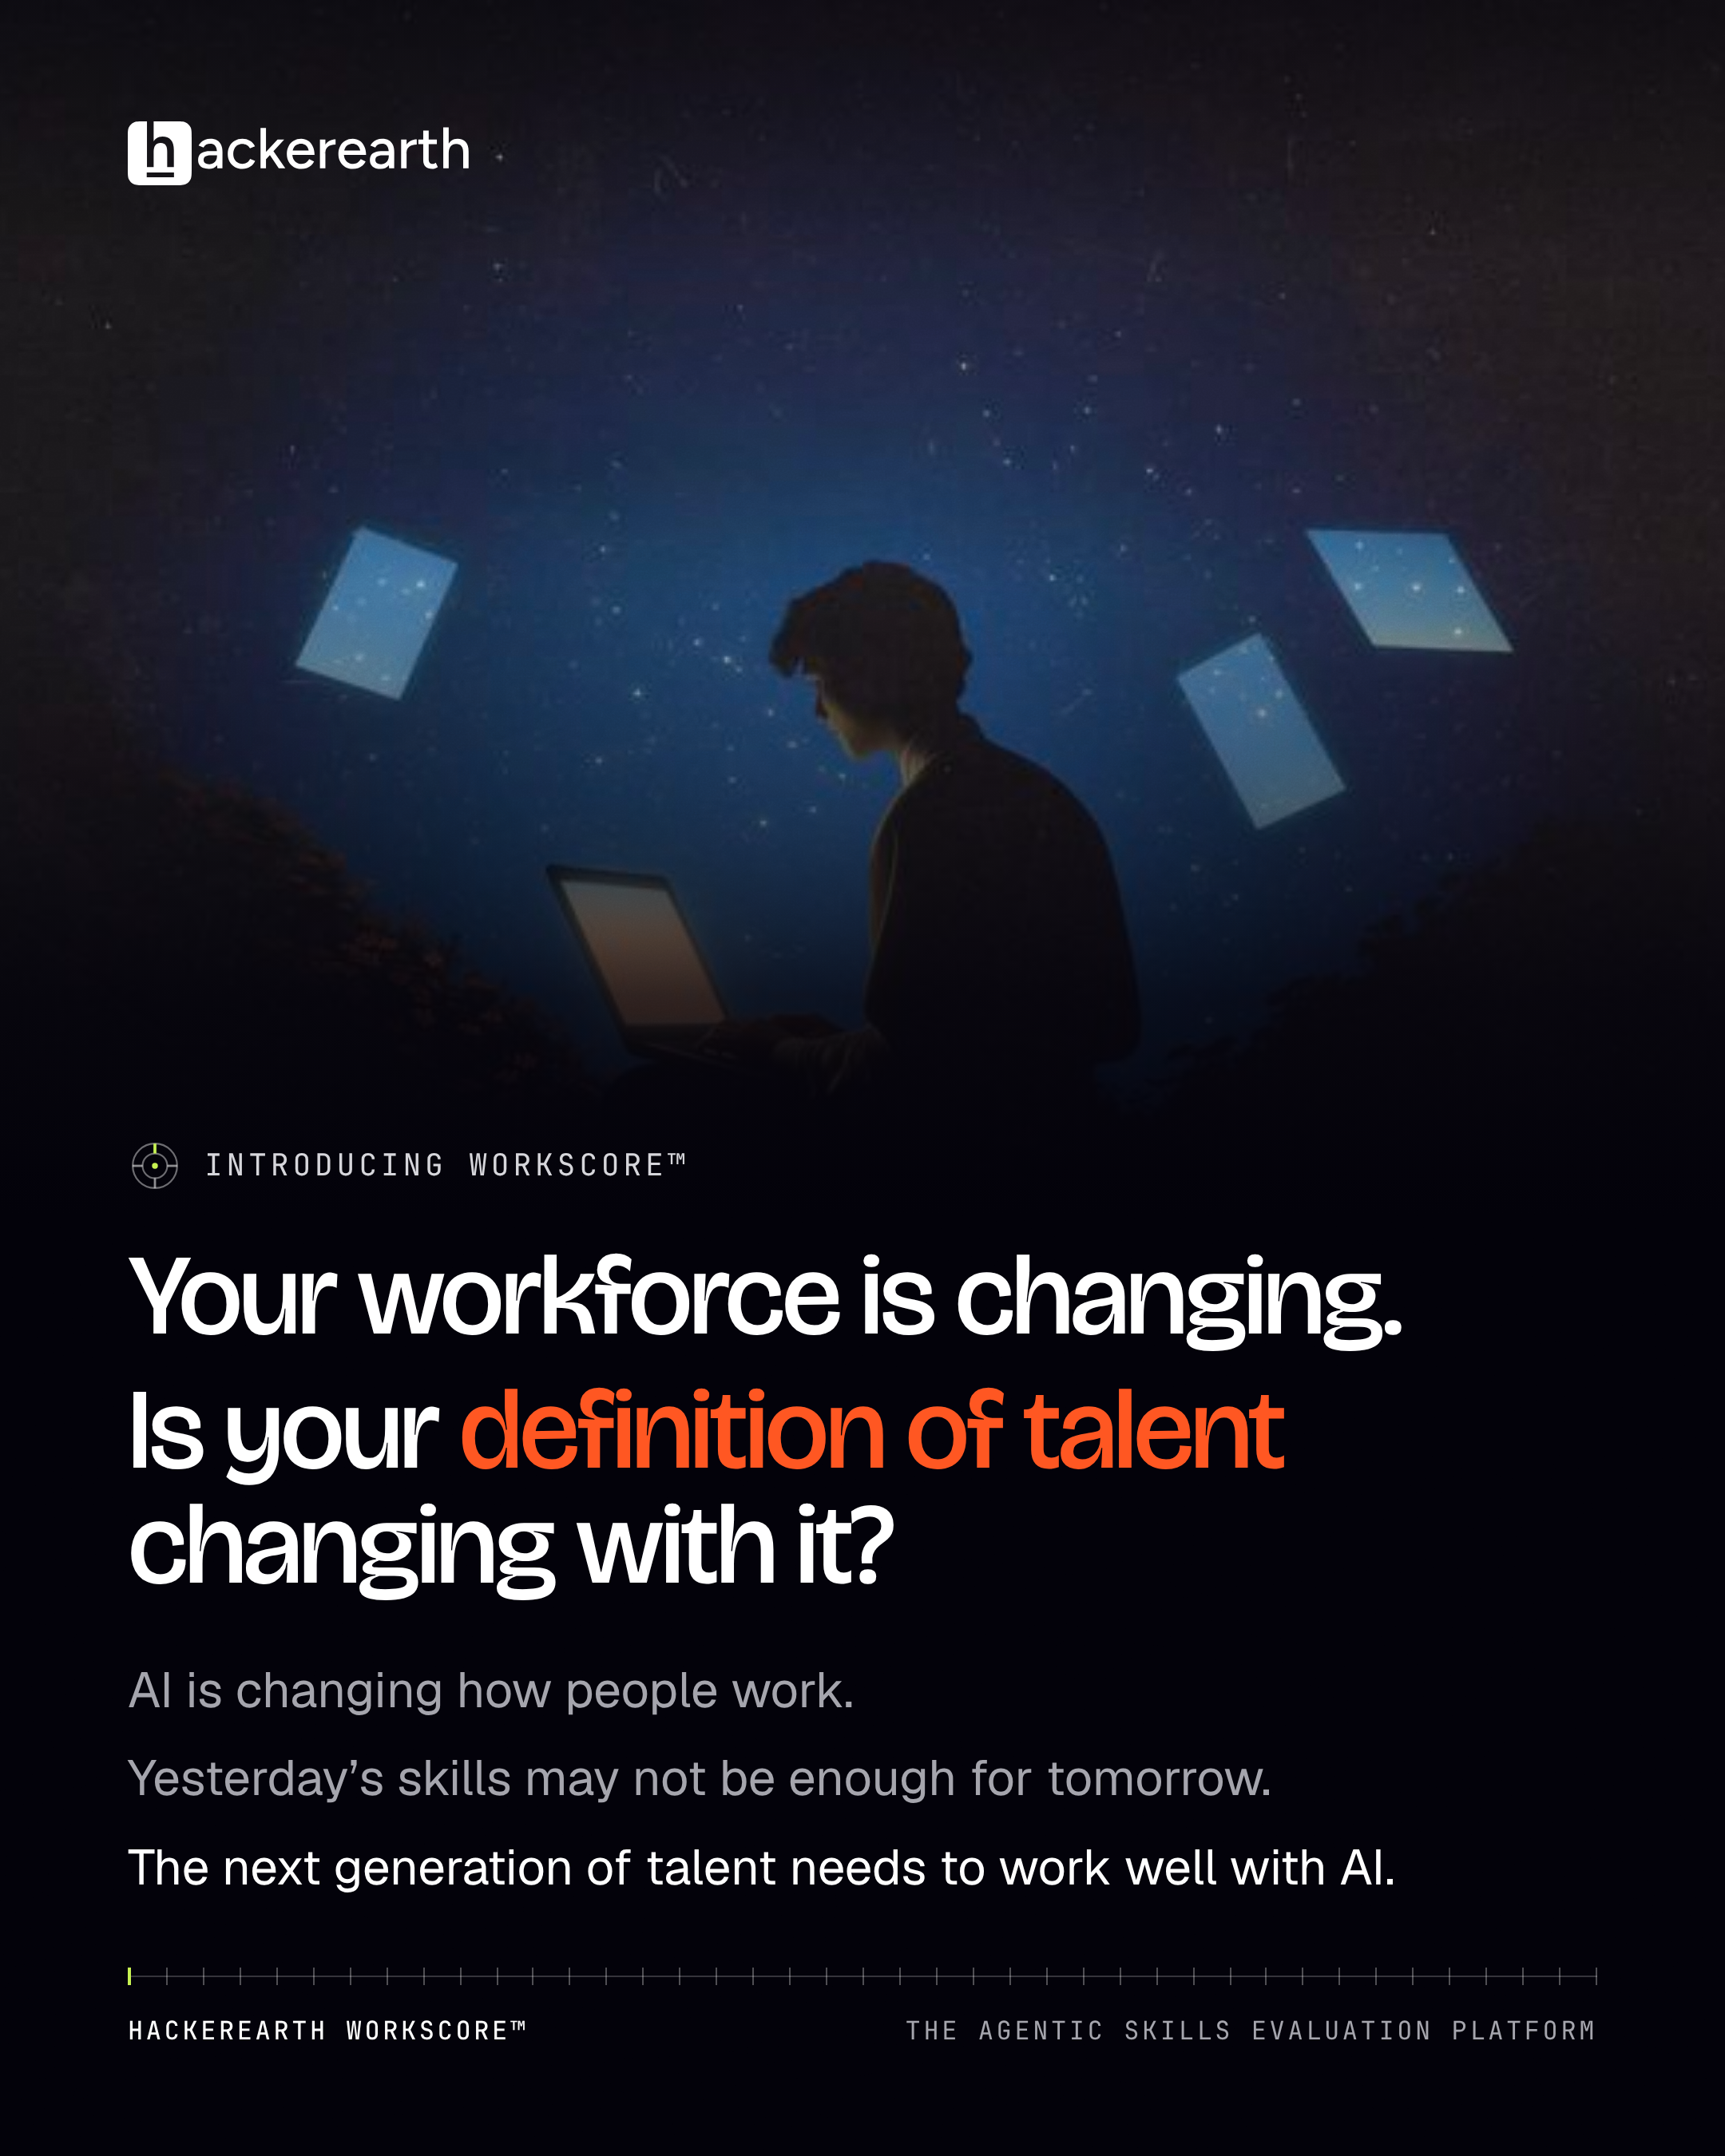 hackerearth
INTRODUCING WORKSCORE™
Your workforce is changing.
Is your definition of talent
changing with it?
AI is changing how people work.
Yesterday’s skills may not be enough for tomorrow.
The next generation of talent needs to work well with AI.
HACKEREARTH WORKSCORE™
THE AGENTIC SKILLS EVALUATION PLATFORM